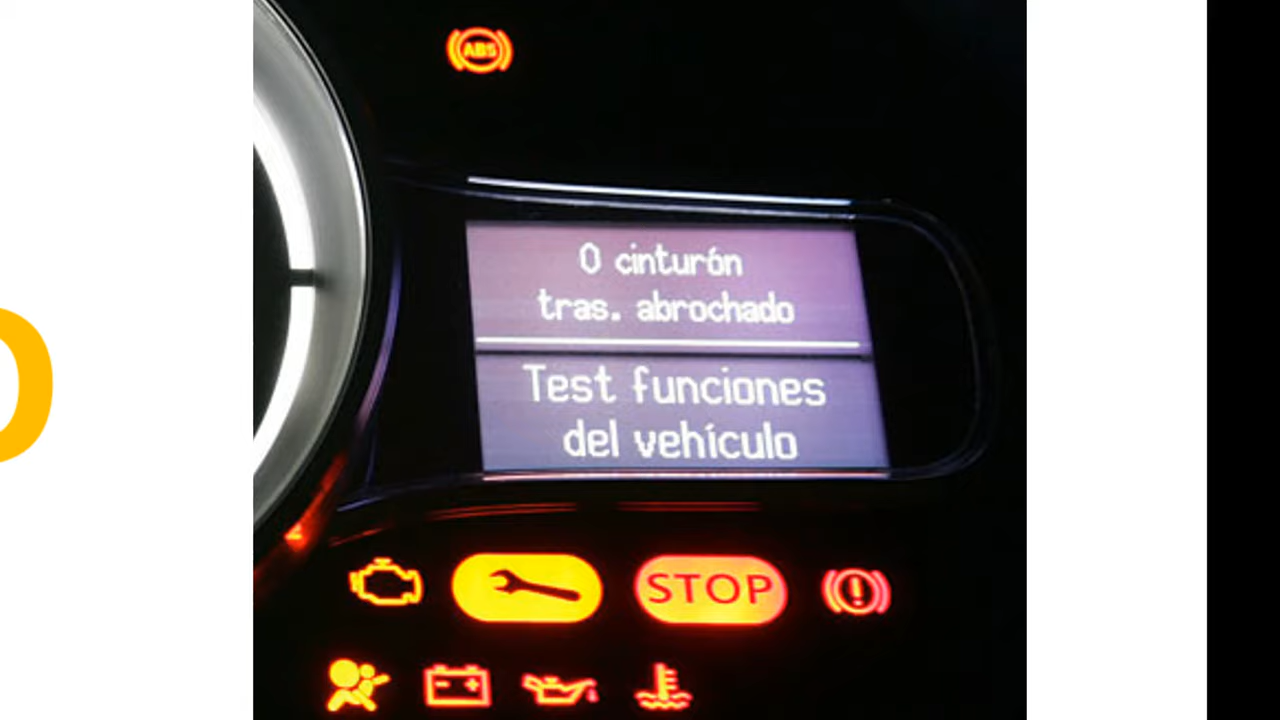 ABS
0 cinturón
tras. abrochado
Test funciones
del vehículo
STOP